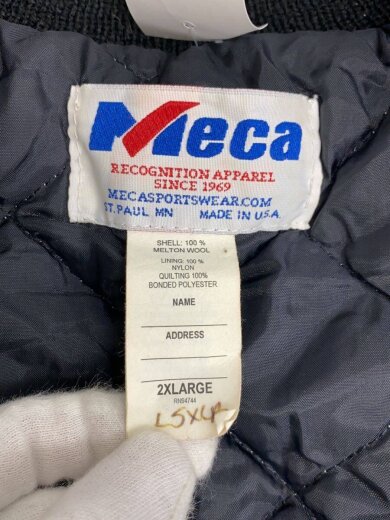 Meca
RECOGNITION APPAREL
SINCE 1969
MECASPORTSWEAR.COM
ST. PAUL MN MADE IN U.S.A.
SHELL: 100 %
MELTON WOOL
LINING: 100 %
NYLON
QUILTING 100%
BONDED POLYESTER
NAME
ADDRESS
2XLARGE
RN94744